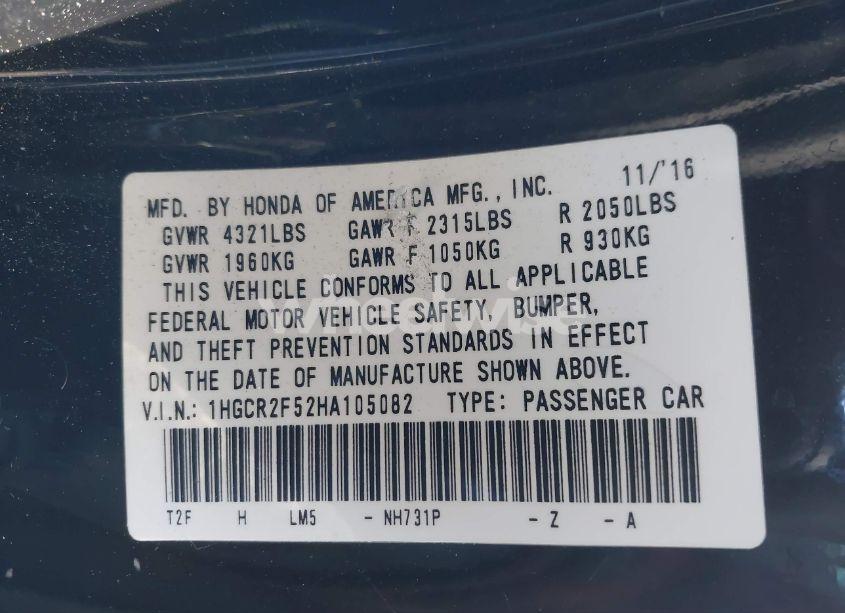 MFD. BY HONDA OF AMERICA MFG., INC. 11/'16
GVWR 4321LBS GAWR F 2315LBS R 2050LBS
GVWR 1960KG GAWR F 1050KG R 930KG
THIS VEHICLE CONFORMS TO ALL APPLICABLE
FEDERAL MOTOR VEHICLE SAFETY, BUMPER,
AND THEFT PREVENTION STANDARDS IN EFFECT
ON THE DATE OF MANUFACTURE SHOWN ABOVE.
V.I.N.: 1HGCR2F52HA105082 TYPE: PASSENGER CAR
T2F H LM5 - NH731P - Z - A